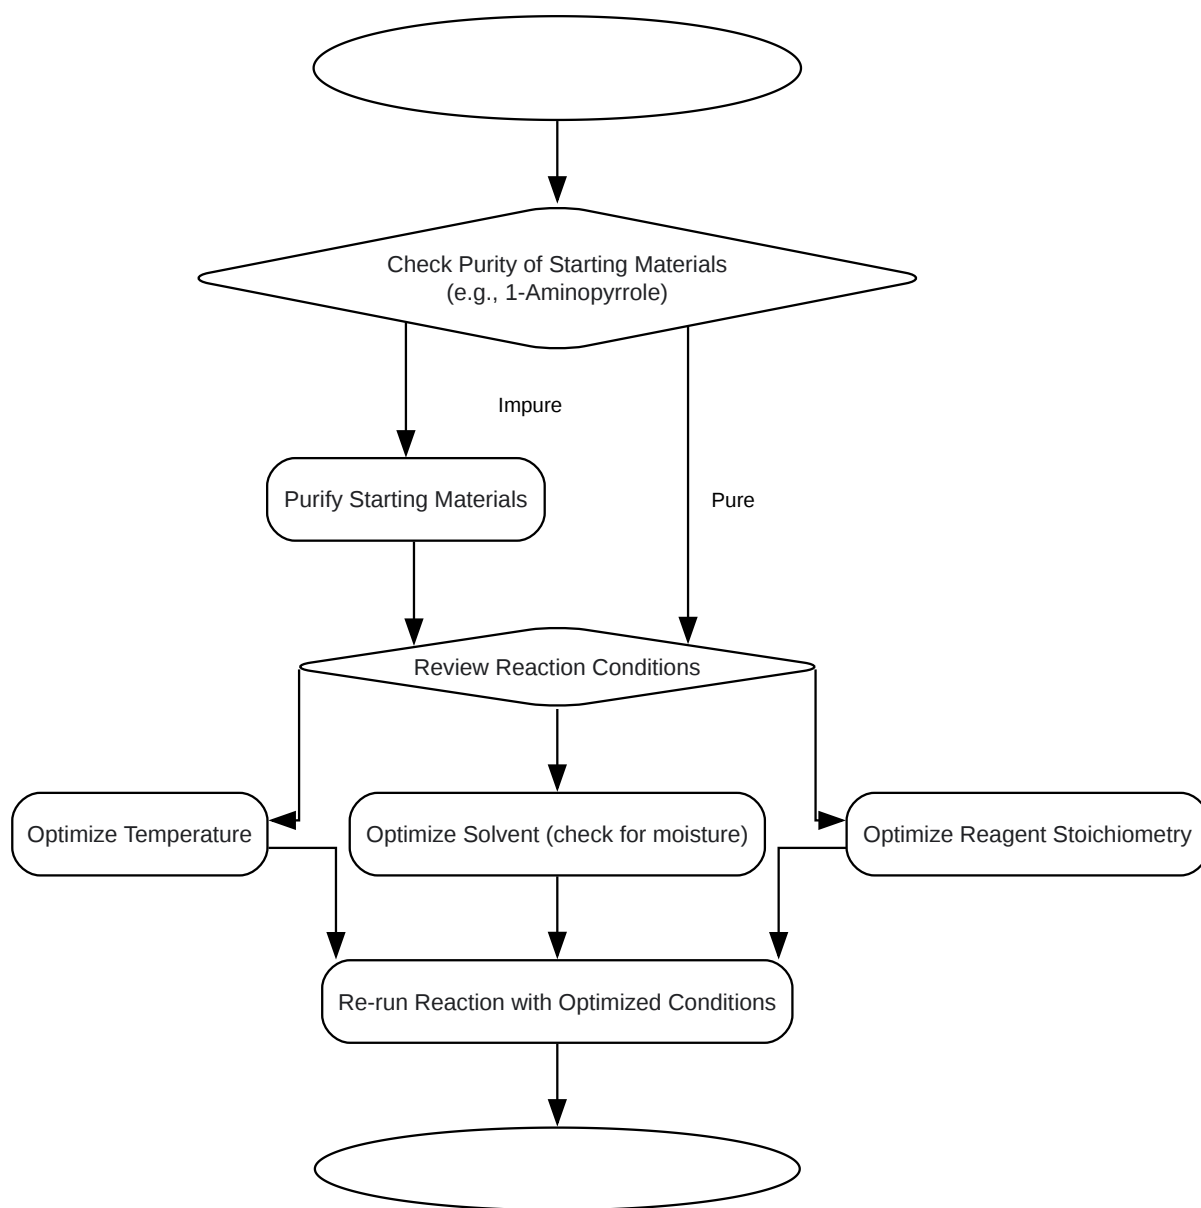 Check Purity of Starting Materials
(e.g., 1-Aminopyrrole)
Impure
Purify Starting Materials
Pure
Review Reaction Conditions
Optimize Temperature
Optimize Solvent (check for moisture)
Optimize Reagent Stoichiometry
Re-run Reaction with Optimized Conditions